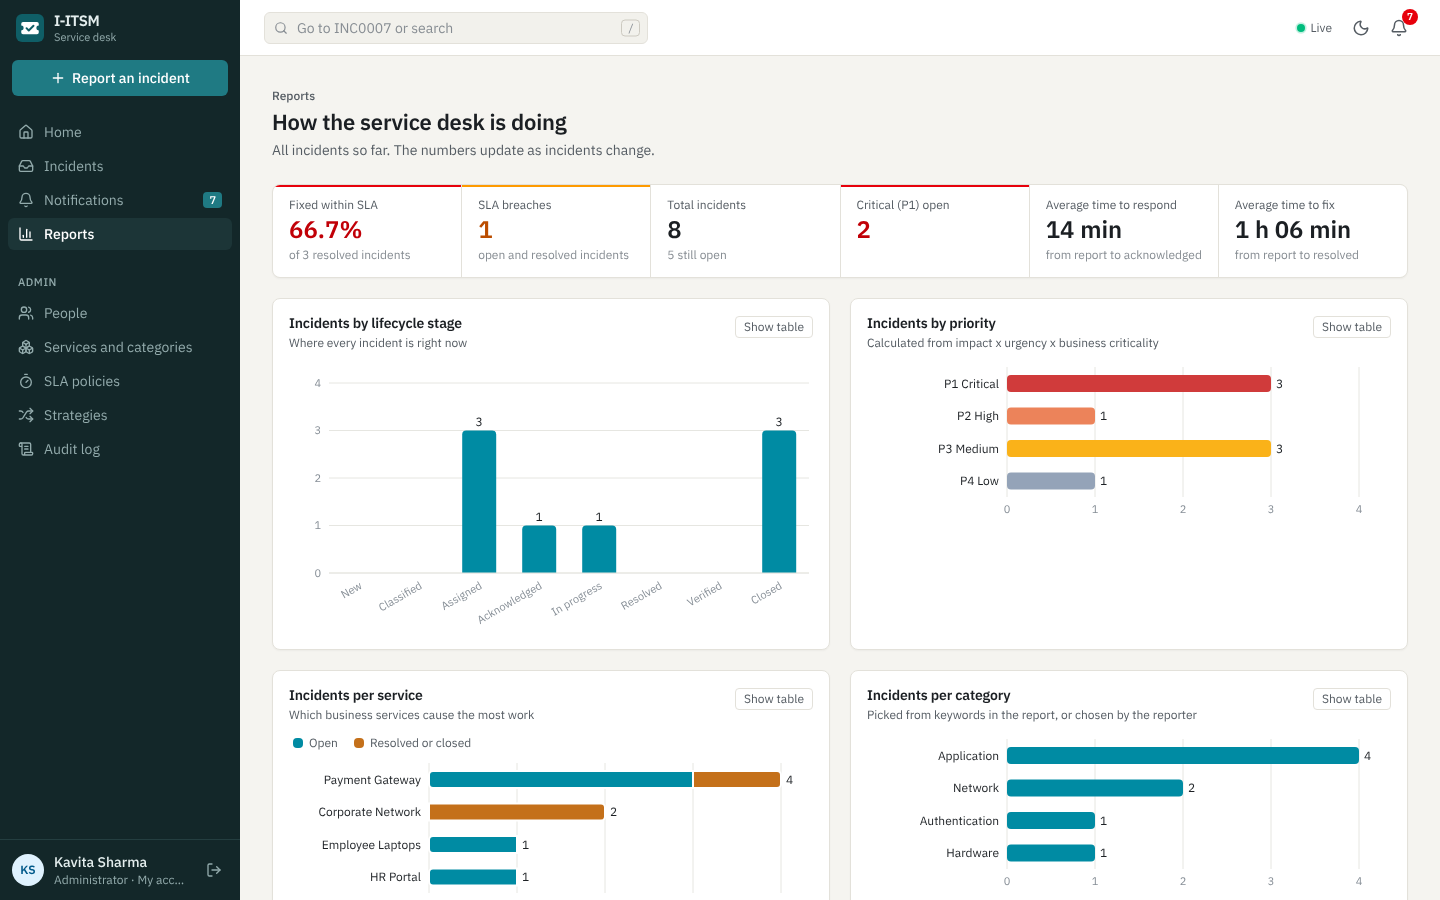 I-ITSM
Service desk
Report an incident
Home
Incidents
Notifications 7
Reports
ADMIN
People
Services and categories
SLA policies
Strategies
Audit log
KS
Kavita Sharma
Administrator · My acc...
Go to INC0007 or search /
Live
7
Reports
How the service desk is doing
All incidents so far. The numbers update as incidents change.
Fixed within SLA
66.7%
of 3 resolved incidents
SLA breaches
1
open and resolved incidents
Total incidents
8
5 still open
Critical (P1) open
2
Average time to respond
14 min
from report to acknowledged
Average time to fix
1 h 06 min
from report to resolved
Incidents by lifecycle stage
Show table
Where every incident is right now
4
3
2
1
0
3
1
1
3
New
Classified
Assigned
Acknowledged
In progress
Resolved
Verified
Closed
Incidents by priority
Show table
Calculated from impact x urgency x business criticality
P1 Critical 3
P2 High 1
P3 Medium 3
P4 Low 1
0 1 2 3 4
Incidents per service
Show table
Which business services cause the most work
Open Resolved or closed
Payment Gateway 4
Corporate Network 2
Employee Laptops 1
HR Portal 1
Incidents per category
Show table
Picked from keywords in the report, or chosen by the reporter
Application 4
Network 2
Authentication 1
Hardware 1
0 1 2 3 4